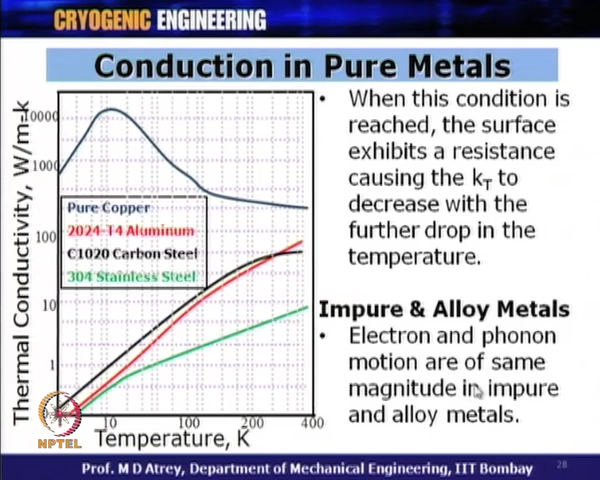 CRYOGENIC ENGINEERING
Conduction in Pure Metals
Thermal Conductivity, W/m-k
10000
1000
100
10
1
Pure Copper
2024-T4 Aluminum
C1020 Carbon Steel
304 Stainless Steel
10
100
200
400
Temperature, K
• When this condition is
reached, the surface
exhibits a resistance
causing the kT to
decrease with the
further drop in the
temperature.
Impure & Alloy Metals
• Electron and phonon
motion are of same
magnitude in impure
and alloy metals.
NPTEL
Prof. M D Atrey, Department of Mechanical Engineering, IIT Bombay
28